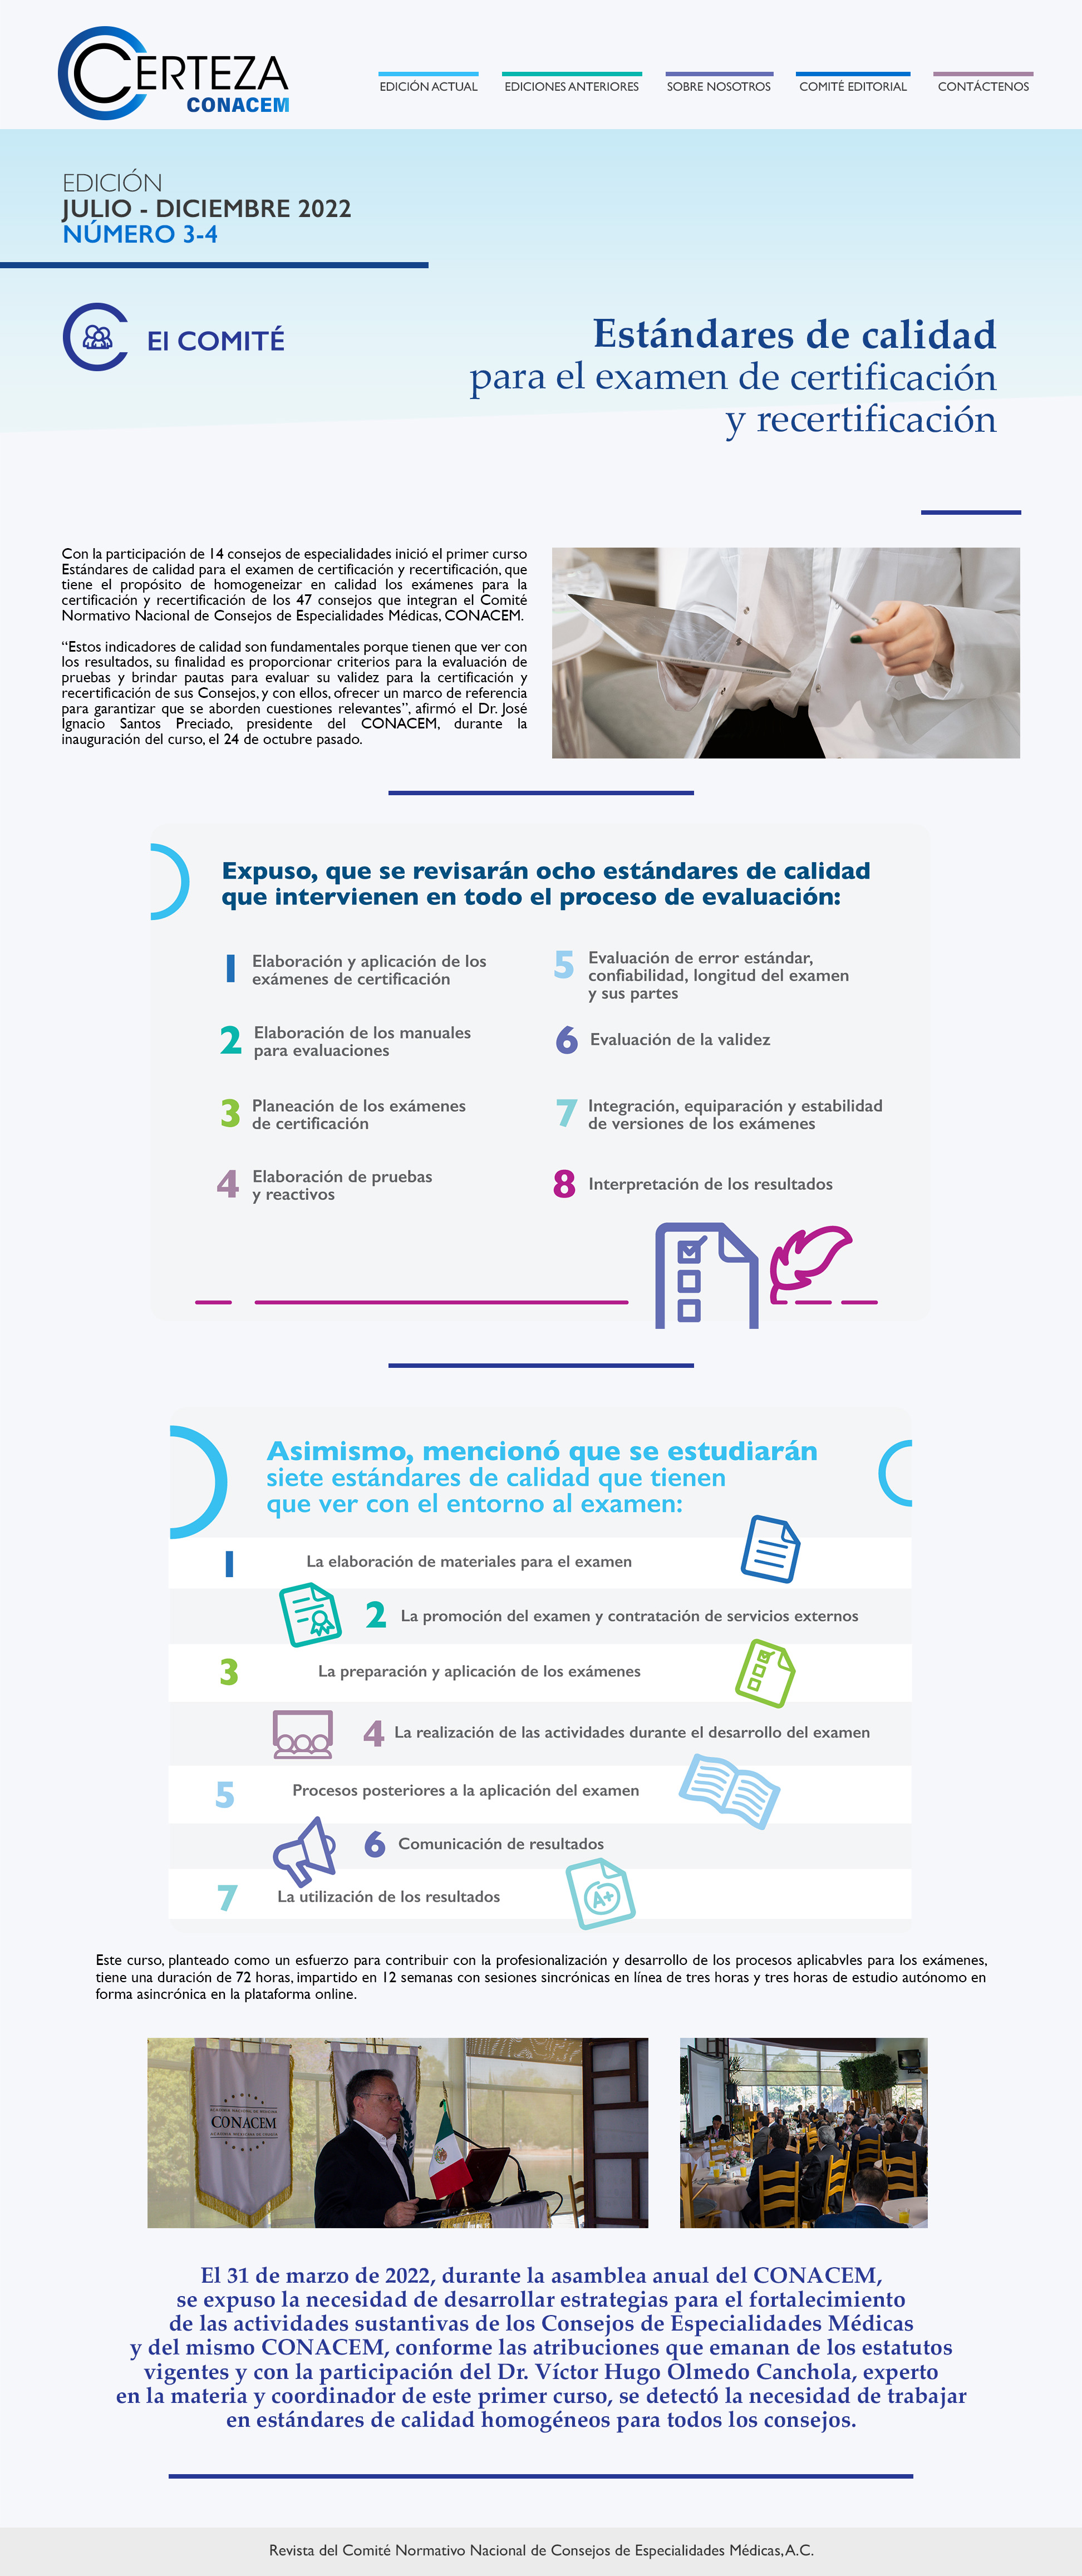 CERTEZA
CONACEM
EDICIÓN ACTUAL
EDICIONES ANTERIORES
SOBRE NOSOTROS
COMITÉ EDITORIAL
CONTÁCTENOS
EDICIÓN
JULIO - DICIEMBRE 2022
NÚMERO 3-4
El COMITÉ
Estándares de calidad
para el examen de certificación
y recertificación
Con la participación de 14 consejos de especialidades inició el primer curso
Estándares de calidad para el examen de certificación y recertificación, que
tiene el propósito de homogeneizar en calidad los exámenes para la
certificación y recertificación de los 47 consejos que integran el Comité
Normativo Nacional de Consejos de Especialidades Médicas, CONACEM.
“Estos indicadores de calidad son fundamentales porque tienen que ver con
los resultados, su finalidad es proporcionar criterios para la evaluación de
pruebas y brindar pautas para evaluar su validez para la certificación y
recertificación de sus Consejos, y con ellos, ofrecer un marco de referencia
para garantizar que se aborden cuestiones relevantes”, afirmó el Dr. José
Ignacio Santos Preciado, presidente del CONACEM, durante la
inauguración del curso, el 24 de octubre pasado.
Expuso, que se revisarán ocho estándares de calidad
que intervienen en todo el proceso de evaluación:
1 Elaboración y aplicación de los
exámenes de certificación
2 Elaboración de los manuales
para evaluaciones
3 Planeación de los exámenes
de certificación
4 Elaboración de pruebas
y reactivos
5 Evaluación de error estándar,
confiabilidad, longitud del examen
y sus partes
6 Evaluación de la validez
7 Integración, equiparación y estabilidad
de versiones de los exámenes
8 Interpretación de los resultados
Asimismo, mencionó que se estudiarán
siete estándares de calidad que tienen
que ver con el entorno al examen:
1 La elaboración de materiales para el examen
2 La promoción del examen y contratación de servicios externos
3 La preparación y aplicación de los exámenes
4 La realización de las actividades durante el desarrollo del examen
5 Procesos posteriores a la aplicación del examen
6 Comunicación de resultados
7 La utilización de los resultados
A+
Este curso, planteado como un esfuerzo para contribuir con la profesionalización y desarrollo de los procesos aplicabvles para los exámenes,
tiene una duración de 72 horas, impartido en 12 semanas con sesiones sincrónicas en línea de tres horas y tres horas de estudio autónomo en
forma asincrónica en la plataforma online.
ACADEMIA NACIONAL DE MEDICINA
CONACEM
ACADEMIA MEXICANA DE CIRUGÍA
El 31 de marzo de 2022, durante la asamblea anual del CONACEM,
se expuso la necesidad de desarrollar estrategias para el fortalecimiento
de las actividades sustantivas de los Consejos de Especialidades Médicas
y del mismo CONACEM, conforme las atribuciones que emanan de los estatutos
vigentes y con la participación del Dr. Víctor Hugo Olmedo Canchola, experto
en la materia y coordinador de este primer curso, se detectó la necesidad de trabajar
en estándares de calidad homogéneos para todos los consejos.
Revista del Comité Normativo Nacional de Consejos de Especialidades Médicas, A.C.